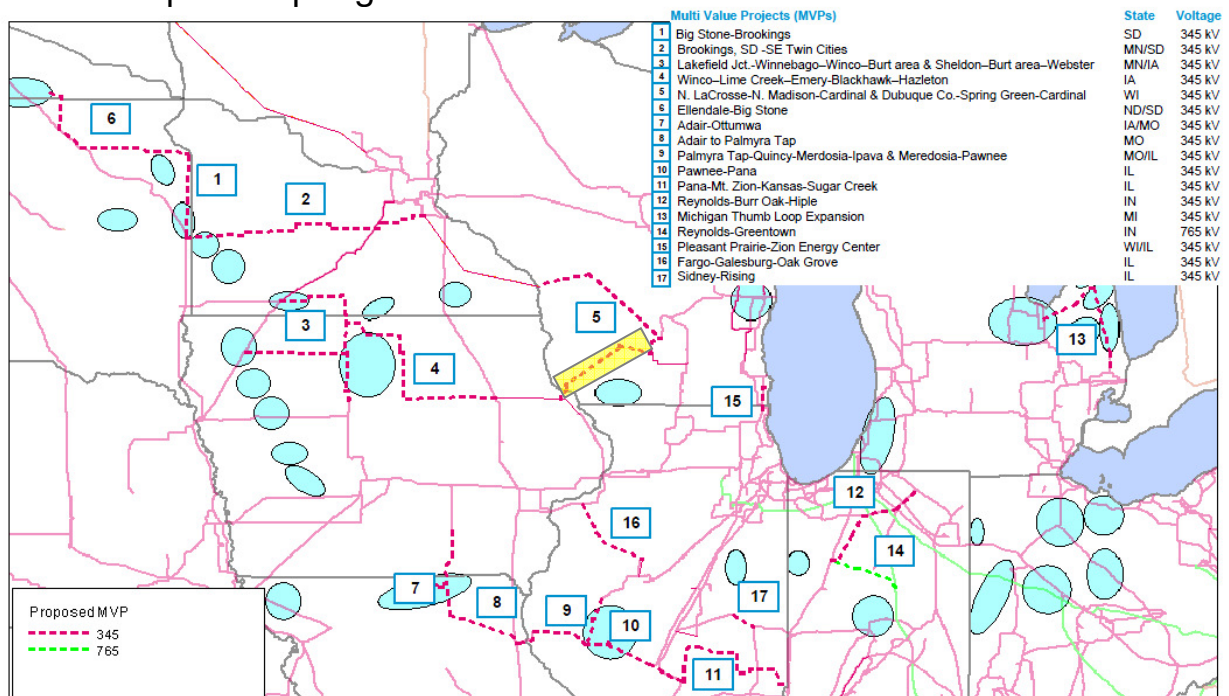 Multi Value Projects (MVPs) State Voltage
1 Big Stone-Brookings SD 345 kV
2 Brookings, SD -SE Twin Cities MN/SD 345 kV
3 Lakefield Jct.-Winnebago–Winco–Burt area & Sheldon–Burt area–Webster MN/IA 345 kV
4 Winco–Lime Creek–Emery-Blackhawk–Hazleton IA 345 kV
5 N. LaCrosse-N. Madison-Cardinal & Dubuque Co.-Spring Green-Cardinal WI 345 kV
6 Ellendale-Big Stone ND/SD 345 kV
7 Adair-Ottumwa IA/MO 345 kV
8 Adair to Palmyra Tap MO 345 kV
9 Palmyra Tap-Quincy-Merdosia-Ipava & Meredosia-Pawnee MO/IL 345 kV
10 Pawnee-Pana IL 345 kV
11 Pana-Mt. Zion-Kansas-Sugar Creek IL 345 kV
12 Reynolds-Burr Oak-Hiple IN 345 kV
13 Michigan Thumb Loop Expansion MI 345 kV
14 Reynolds-Greentown IN 765 kV
15 Pleasant Prairie-Zion Energy Center WI/IL 345 kV
16 Fargo-Galesburg-Oak Grove IL 345 kV
17 Sidney-Rising IL 345 kV
6
1
2
3
5
13
4
15
12
16
14
7
8
9
10
17
11
Proposed MVP
345
765